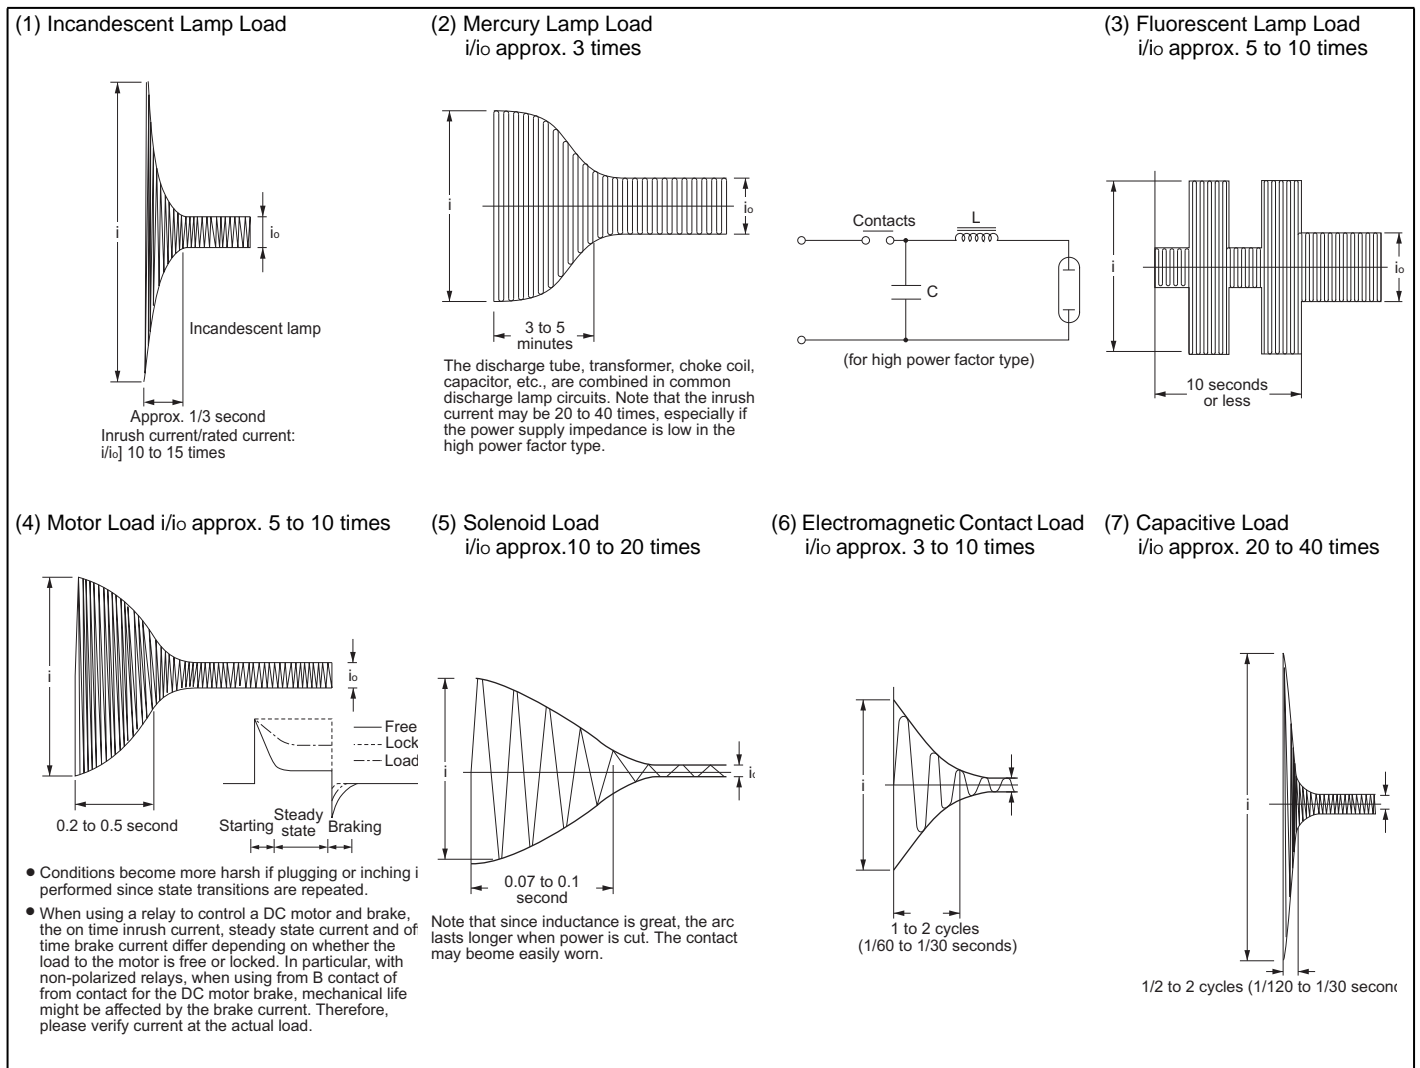 (1) Incandescent Lamp Load
i
io
Incandescent lamp
Approx. 1/3 second
Inrush current/rated current:
i/io] 10 to 15 times
(2) Mercury Lamp Load
i/io approx. 3 times
i
io
3 to 5
minutes
The discharge tube, transformer, choke coil,
capacitor, etc., are combined in common
discharge lamp circuits. Note that the inrush
current may be 20 to 40 times, especially if
the power supply impedance is low in the
high power factor type.
Contacts
L
C
(for high power factor type)
(3) Fluorescent Lamp Load
i/io approx. 5 to 10 times
i
io
10 seconds
or less
(4) Motor Load i/io approx. 5 to 10 times
i
io
Free
Lock
Load
0.2 to 0.5 second
Starting
Steady
state
Braking
● Conditions become more harsh if plugging or inching i
performed since state transitions are repeated.
● When using a relay to control a DC motor and brake,
the on time inrush current, steady state current and of
time brake current differ depending on whether the
load to the motor is free or locked. In particular, with
non-polarized relays, when using from B contact of
from contact for the DC motor brake, mechanical life
might be affected by the brake current. Therefore,
please verify current at the actual load.
(5) Solenoid Load
i/io approx.10 to 20 times
i
io
0.07 to 0.1
second
Note that since inductance is great, the arc
lasts longer when power is cut. The contact
may beome easily worn.
(6) Electromagnetic Contact Load
i/io approx. 3 to 10 times
i
1 to 2 cycles
(1/60 to 1/30 seconds)
(7) Capacitive Load
i/io approx. 20 to 40 times
i
1/2 to 2 cycles (1/120 to 1/30 secon